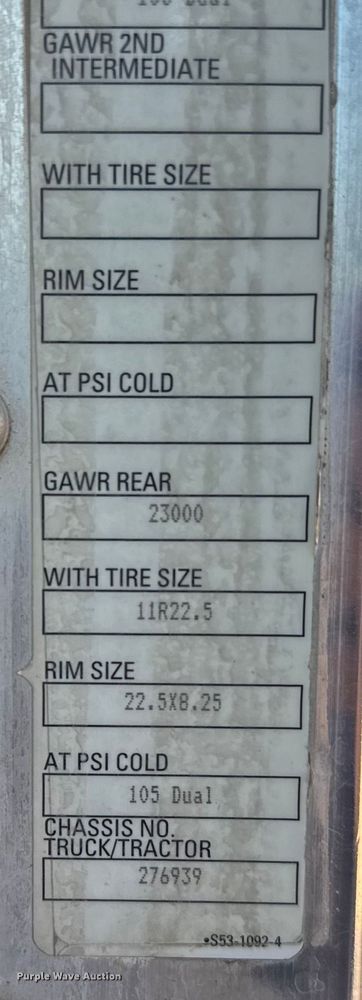 GAWR 2ND
INTERMEDIATE
WITH TIRE SIZE
RIM SIZE
AT PSI COLD
GAWR REAR
23000
WITH TIRE SIZE
11R22.5
RIM SIZE
22.5X8.25
AT PSI COLD
105 Dual
CHASSIS NO.
TRUCK/TRACTOR
276939
•S53-1092-4
Purple Wave Auction